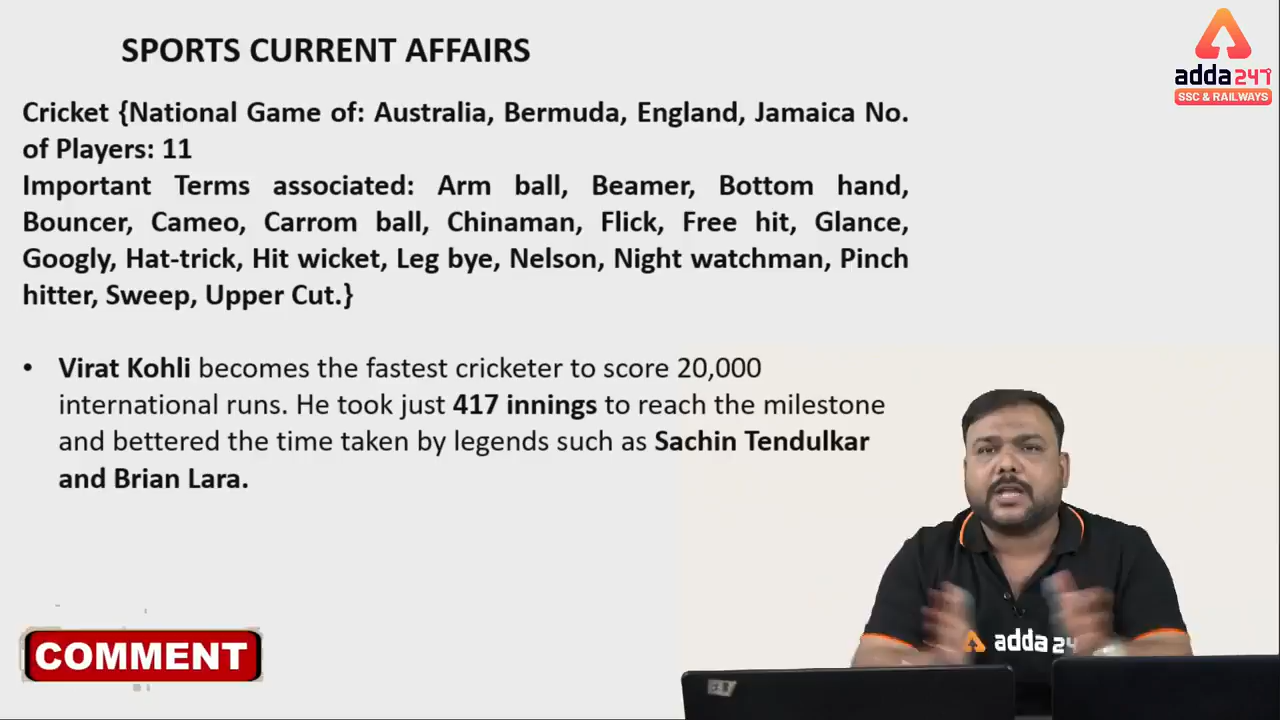 SPORTS CURRENT AFFAIRS
adda247
SSC & RAILWAYS
Cricket {National Game of: Australia, Bermuda, England, Jamaica No.
of Players: 11
Important Terms associated: Arm ball, Beamer, Bottom hand,
Bouncer, Cameo, Carrom ball, Chinaman, Flick, Free hit, Glance,
Googly, Hat-trick, Hit wicket, Leg bye, Nelson, Night watchman, Pinch
hitter, Sweep, Upper Cut.}
• Virat Kohli becomes the fastest cricketer to score 20,000
international runs. He took just 417 innings to reach the milestone
and bettered the time taken by legends such as Sachin Tendulkar
and Brian Lara.
adda 24
COMMENT